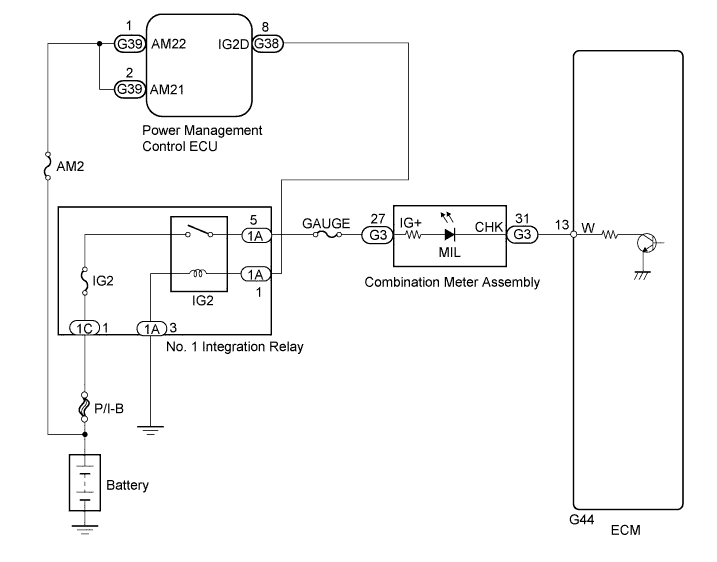 1
G39 AM22
IG2D G38
8
2
G39 AM21
Power Management
Control ECU
AM2
5
1A
GAUGE
27
G3
IG+
CHK
31
G3
MIL
13
W
Combination Meter Assembly
IG2
1A
1
IG2
1C 1
1A 3
No. 1 Integration Relay
P/I-B
Battery
G44
ECM